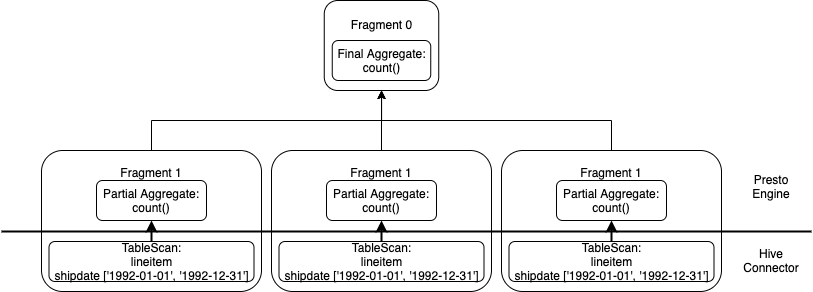 Fragment 0
Final Aggregate:
count()
Fragment 1
Partial Aggregate:
count()
Fragment 1
Partial Aggregate:
count()
Fragment 1
Partial Aggregate:
count()
Presto
Engine
TableScan:
lineitem
shipdate ['1992-01-01', '1992-12-31']
TableScan:
lineitem
shipdate ['1992-01-01', '1992-12-31']
TableScan:
lineitem
shipdate ['1992-01-01', '1992-12-31']
Hive
Connector